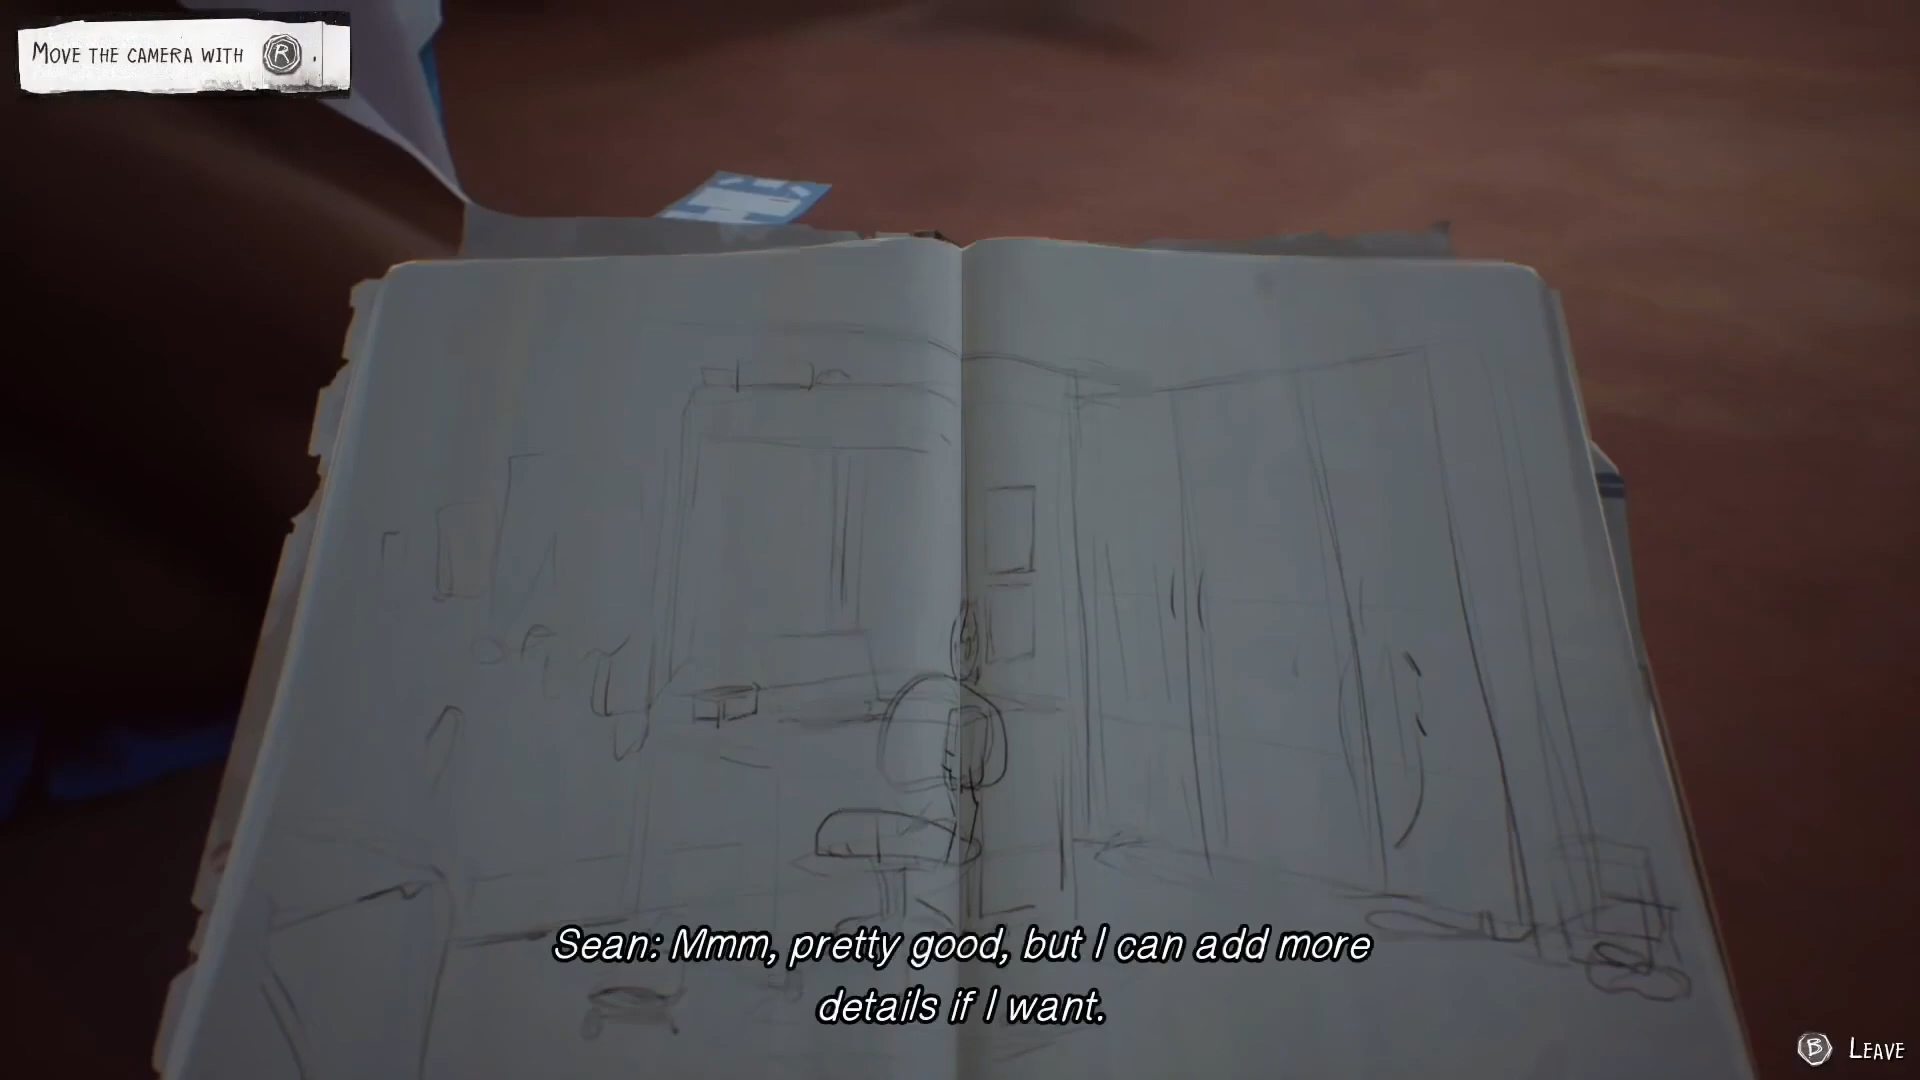 MOVE THE CAMERA WITH R .
Sean: Mmm, pretty good, but I can add more
details if I want.
B LEAVE